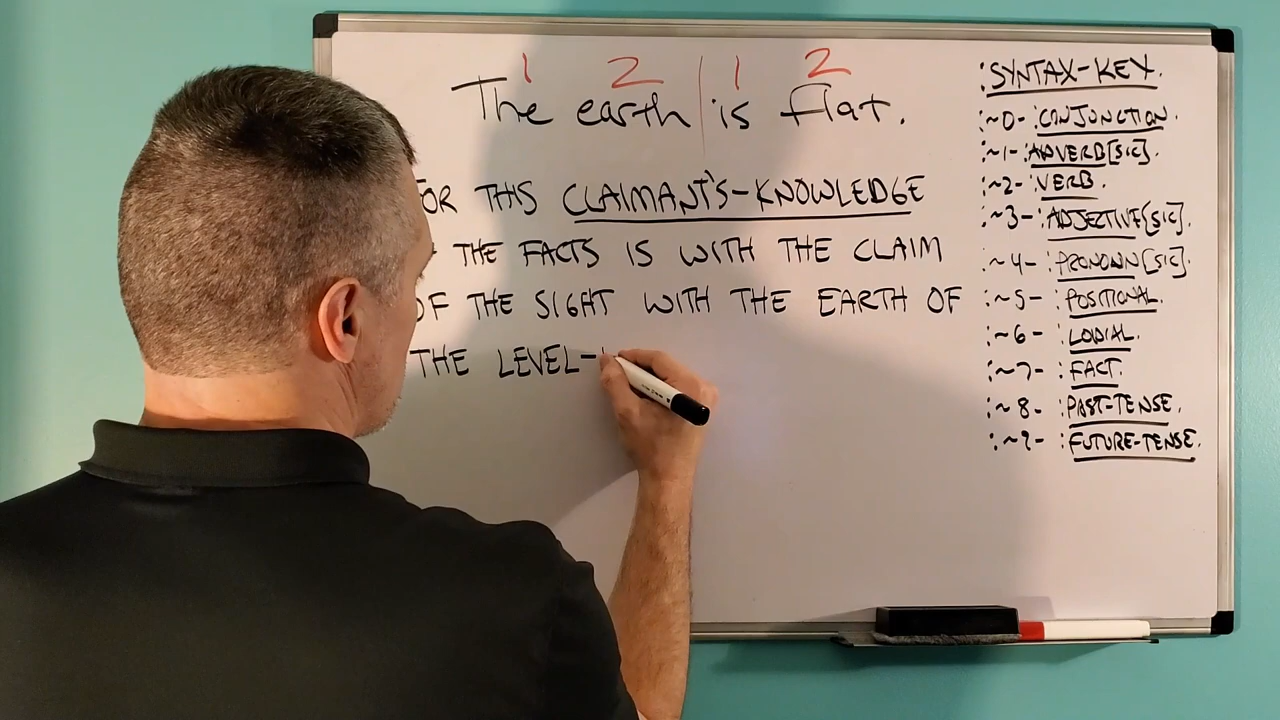 1 2 1 2
The earth is flat.
OR THIS CLAIMANT'S-KNOWLEDGE
THE FACTS IS WITH THE CLAIM
OF THE SIGHT WITH THE EARTH OF
THE LEVEL-
:SYNTAX-KEY.
:~0- :CONJUNCTION.
:~1- :ADVERB[SIC].
:~2- VERB.
:~3- :ADJECTIVE[SIC].
:~4- :PRONOUN[SIC].
:~5- :POSITIONAL.
:~6- :LODIAL.
:~7- :FACT.
:~8- :PAST-TENSE.
:~9- :FUTURE-TENSE.